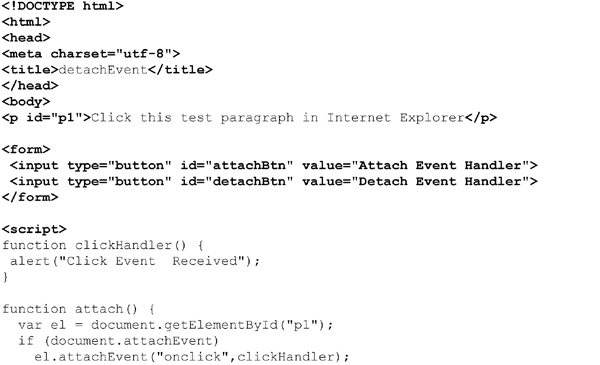 <!DOCTYPE html>
<html>
<head>
<meta charset="utf-8">
<title>detachEvent</title>
</head>
<body>
<p id="p1">Click this test paragraph in Internet Explorer</p>

<form>
 <input type="button" id="attachBtn" value="Attach Event Handler">
 <input type="button" id="detachBtn" value="Detach Event Handler">
</form>

<script>
function clickHandler() {
 alert("Click Event  Received");
}

function attach() {
  var el = document.getElementById("p1");
  if (document.attachEvent)
    el.attachEvent("onclick",clickHandler);